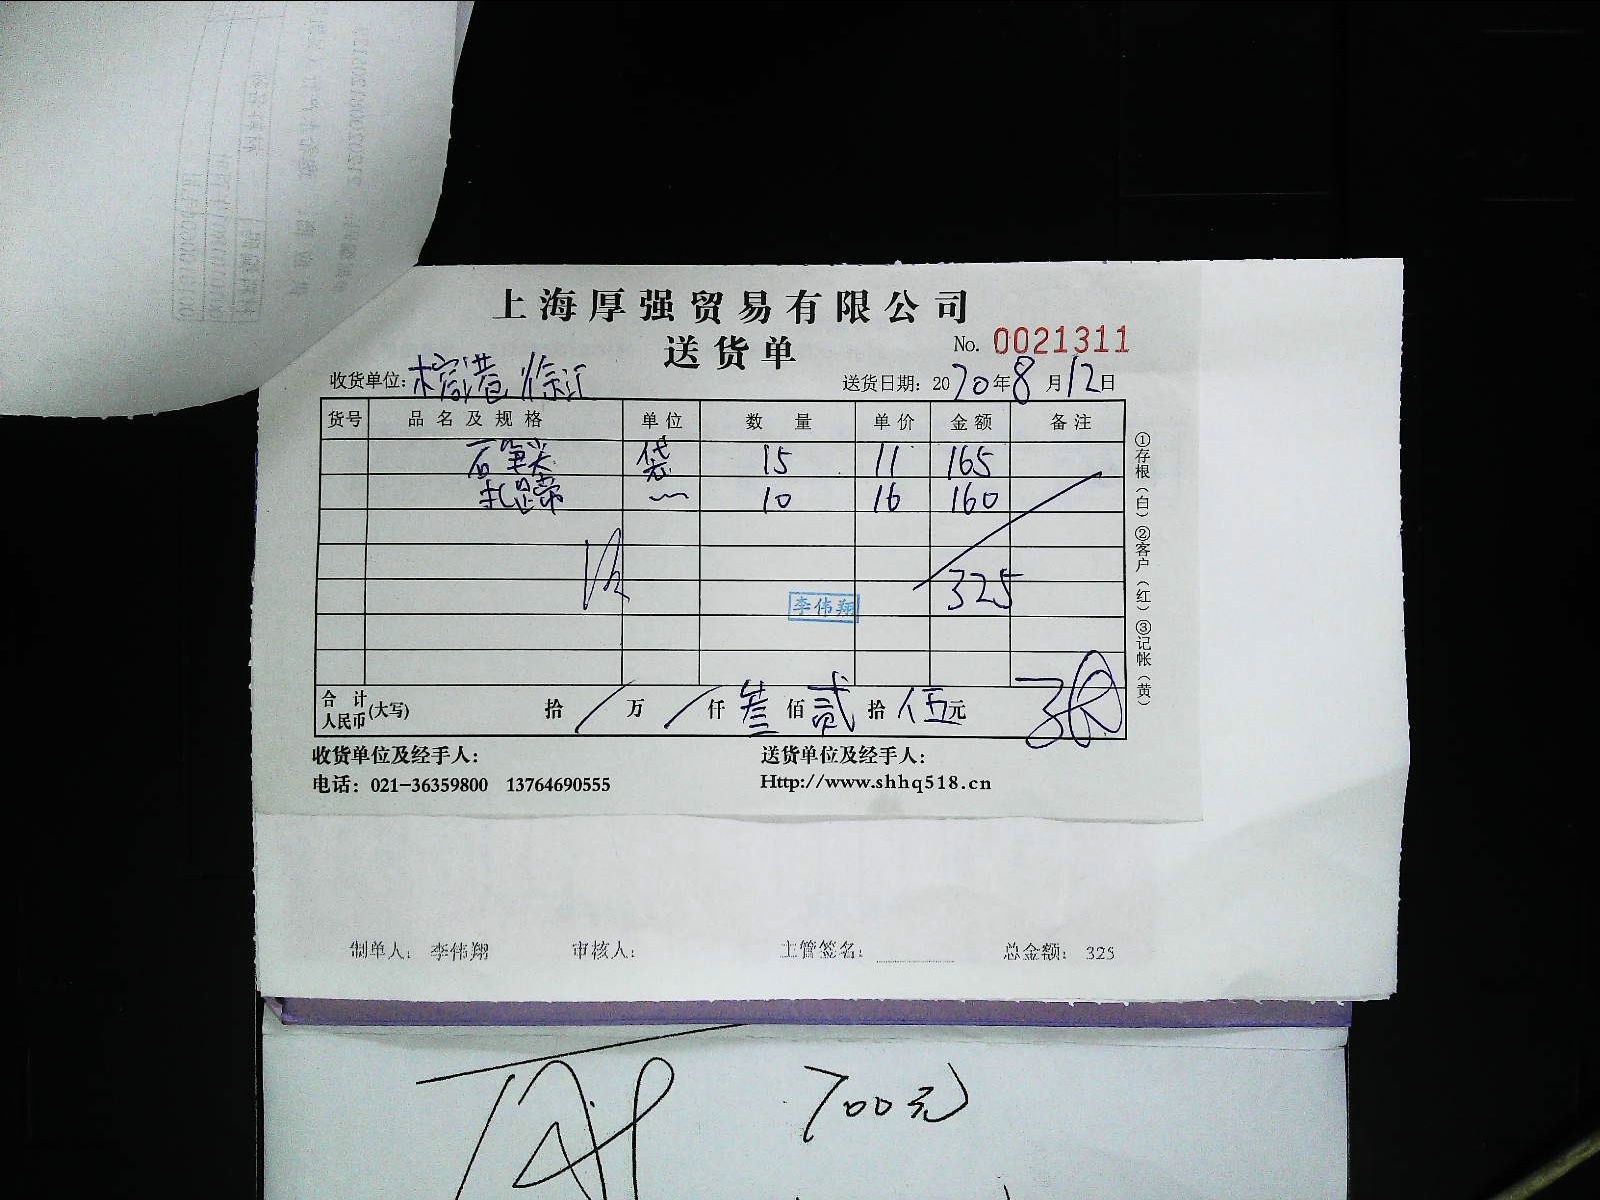 上海厚强贸易有限公司
送货单 No. 0021311
收货单位: 徐汇 送货日期: 2020年8月12日
货号 品名及规格 单位 数量 单价 金额 备注
袋 15 11 165
10 16 160
325
李伟翔
合计人民币(大写) 拾 / 万 / 仟 叁 佰 贰 拾 伍 元
收货单位及经手人: 送货单位及经手人:
电话: 021-36359800 13764690555 Http://www.shhq518.cn
①存根(白)②客户(红)③记帐(黄)
制单人: 李伟翔 审核人: 主管签名: 总金额: 325
700元